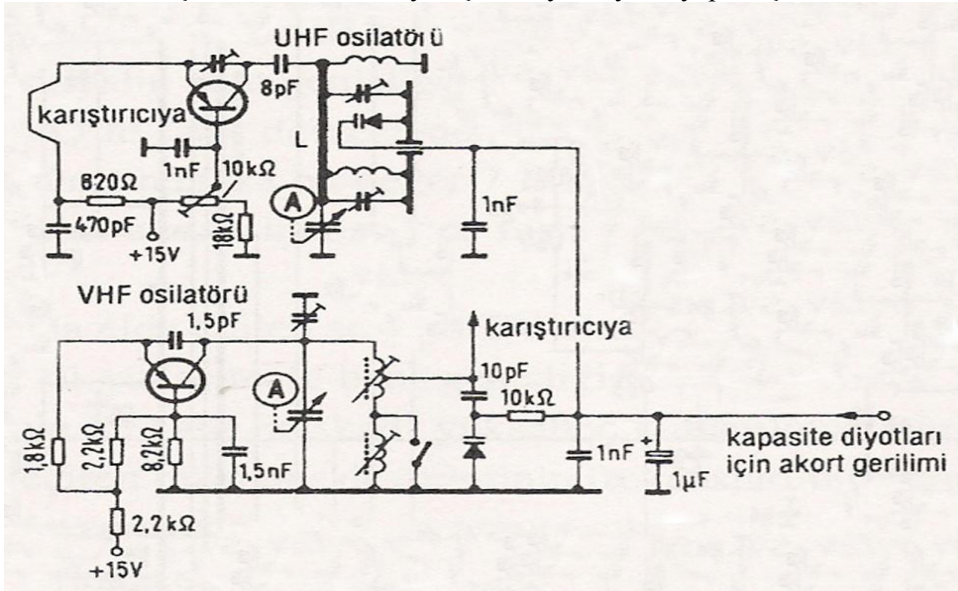 UHF osilatörü
8pF
karıştırıcıya
L
1nF
10kΩ
820Ω
A
1nF
470pF
18kΩ
+15V
VHF osilatörü
1,5pF
karıştırıcıya
A
10pF
10kΩ
1,8kΩ
2,2kΩ
8,2kΩ
1,5nF
1nF
+
1µF
kapasite diyotları
için akort gerilimi
2,2kΩ
+15V